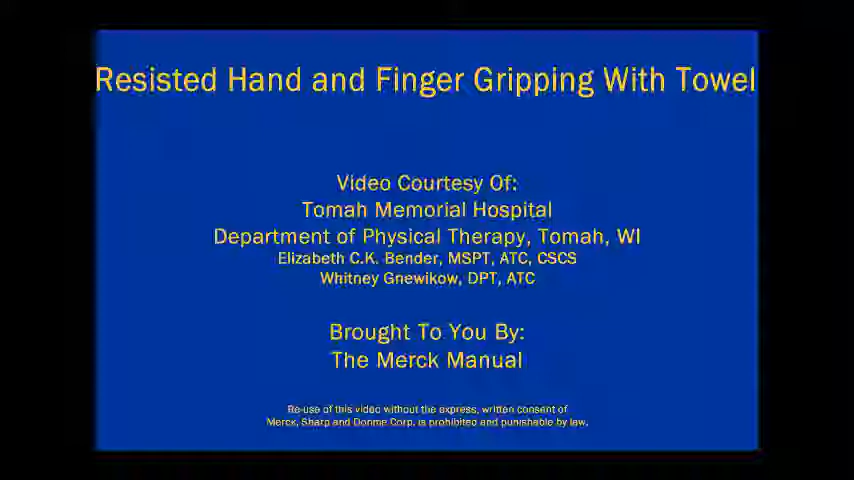 Resisted Hand and Finger Gripping With Towel
Video Courtesy Of:
Tomah Memorial Hospital
Department of Physical Therapy, Tomah, WI
Elizabeth C.K. Bender, MSPT, ATC, CSCS
Whitney Gnewikow, DPT, ATC
Brought To You By:
The Merck Manual
Re-use of this video without the express, written consent of
Merck, Sharp and Dohme Corp. is prohibited and punishable by law.